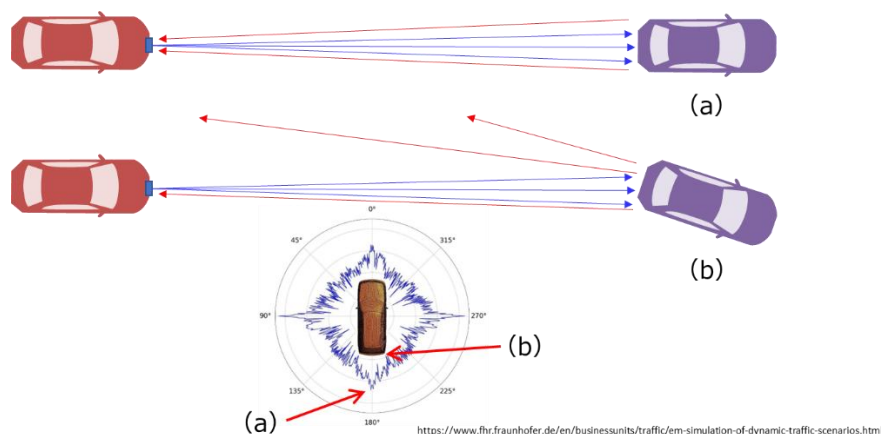 (a)
(b)
0°
45°
315°
90°
270°
(b)
135°
225°
(a)
180°
https://www.fhr.fraunhofer.de/en/businessunits/traffic/em-simulation-of-dynamic-traffic-scenarios.html